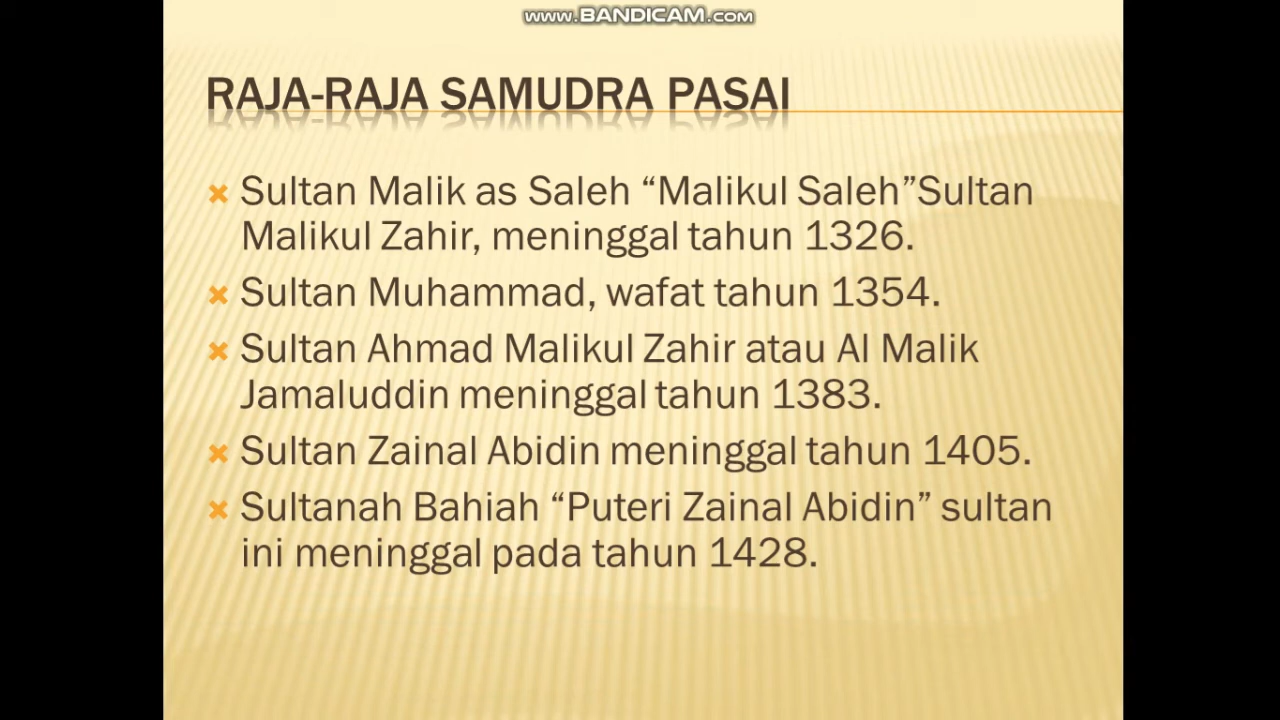 www.BANDICAM.com
RAJA-RAJA SAMUDRA PASAI
Sultan Malik as Saleh “Malikul Saleh”Sultan
Malikul Zahir, meninggal tahun 1326.
Sultan Muhammad, wafat tahun 1354.
Sultan Ahmad Malikul Zahir atau Al Malik
Jamaluddin meninggal tahun 1383.
Sultan Zainal Abidin meninggal tahun 1405.
Sultanah Bahiah “Puteri Zainal Abidin” sultan
ini meninggal pada tahun 1428.